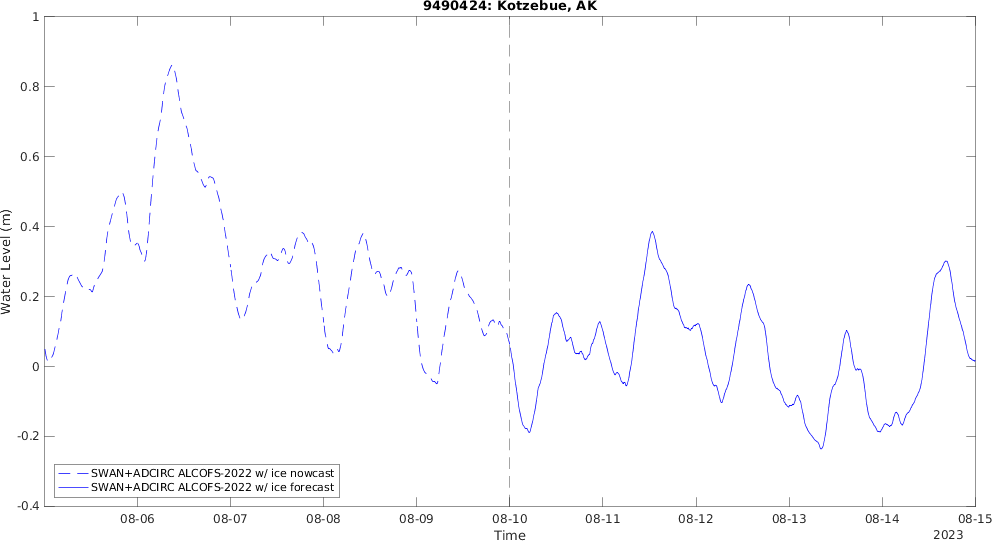 9490424: Kotzebue, AK
1
0.8
0.6
0.4
0.2
0
-0.2
-0.4
Water Level (m)
SWAN+ADCIRC ALCOFS-2022 w/ ice nowcast
SWAN+ADCIRC ALCOFS-2022 w/ ice forecast
08-06 08-07 08-08 08-09 08-10 08-11 08-12 08-13 08-14 08-15
Time
2023